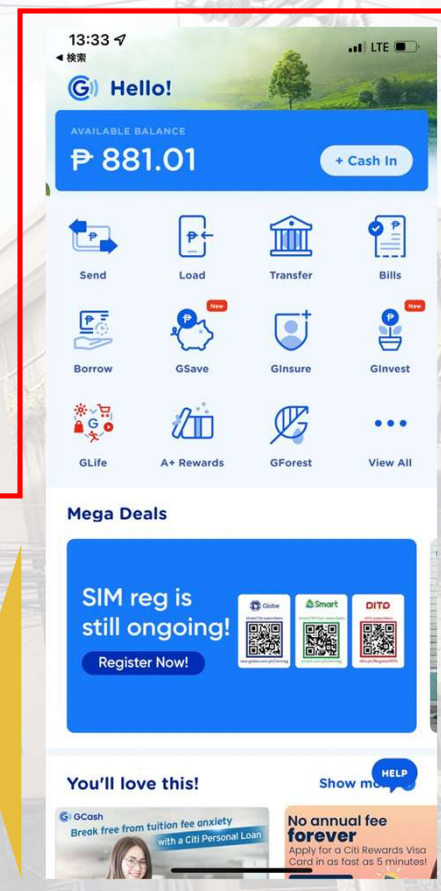 13:33
LTE
◀ 検索
G Hello!
AVAILABLE BALANCE
₱ 881.01
+ Cash In
Send
Load
Transfer
Bills
New
New
Borrow
GSave
GInsure
GInvest
GLife
A+ Rewards
GForest
View All
Mega Deals
SIM reg is
still ongoing!
Register Now!
Globe
Smart
DITO
You'll love this!
Show
HELP
GCash
Break free from tuition fee anxiety
with a Citi Personal Loan
No annual fee
forever
Apply for a Citi Rewards Visa
Card in as fast as 5 minutes!